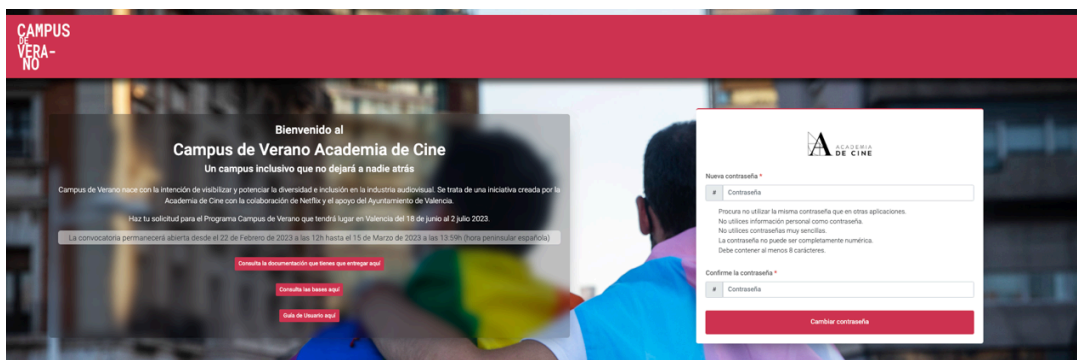 CAMPUS
DE
VERA-
NO
Bienvenido al
Campus de Verano Academia de Cine
Un campus inclusivo que no dejará a nadie atrás
Campus de Verano nace con la intención de visibilizar y potenciar la diversidad e inclusión en la industria audiovisual. Se trata de una iniciativa creada por la
Academia de Cine con la colaboración de Netflix y el apoyo del Ayuntamiento de Valencia.
Haz tu solicitud para el Programa Campus de Verano que tendrá lugar en Valencia del 18 de junio al 2 julio 2023.
La convocatoria permanecerá abierta desde el 22 de Febrero de 2023 a las 12h hasta el 15 de Marzo de 2023 a las 13:59h (hora peninsular española)
Consulta la documentación que tienes que entregar aquí
Consulta las bases aquí
Guía de Usuario aquí
ACADEMIA
DE CINE
Nueva contraseña *
# Contraseña
Procura no utilizar la misma contraseña que en otras aplicaciones.
No utilices información personal como contraseña.
No utilices contraseñas muy sencillas.
La contraseña no puede ser completamente numérica.
Debe contener al menos 8 carácteres.
Confirme la contraseña *
# Contraseña
Cambiar contraseña